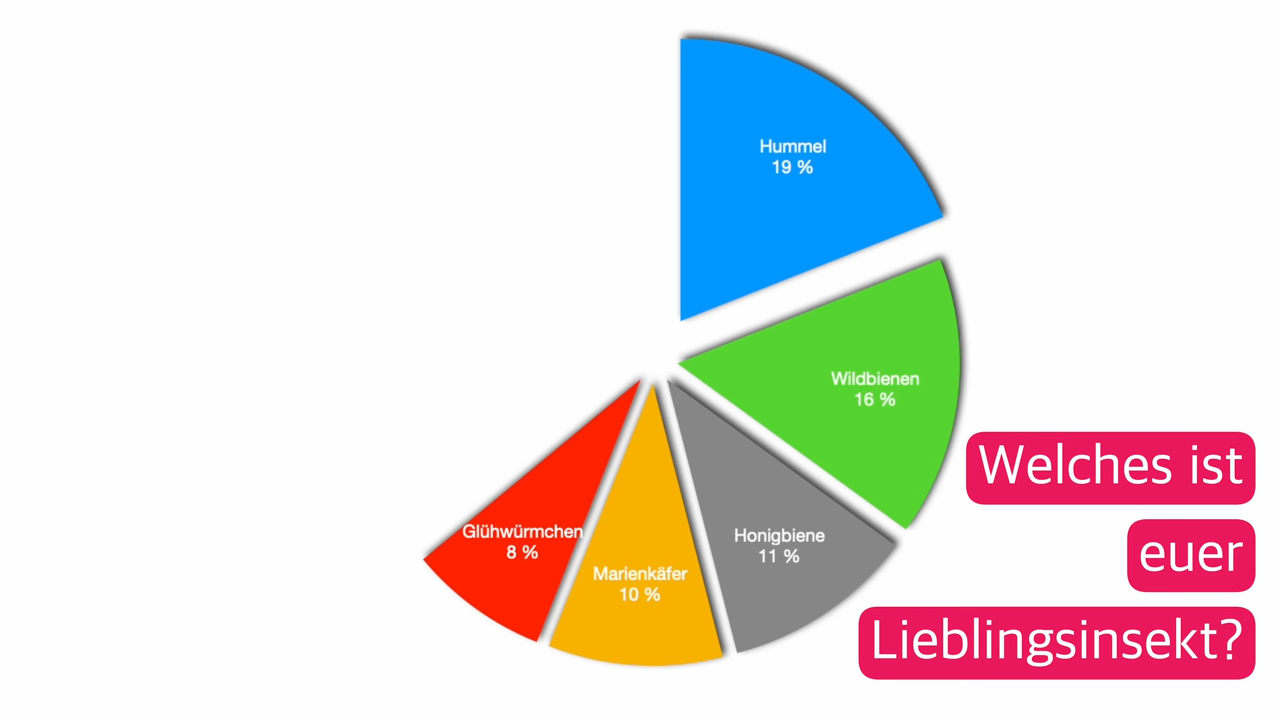 Hummel
19 %
Wildbienen
16 %
Honigbiene
11 %
Marienkäfer
10 %
Glühwürmchen
8 %
Welches ist
euer
Lieblingsinsekt?